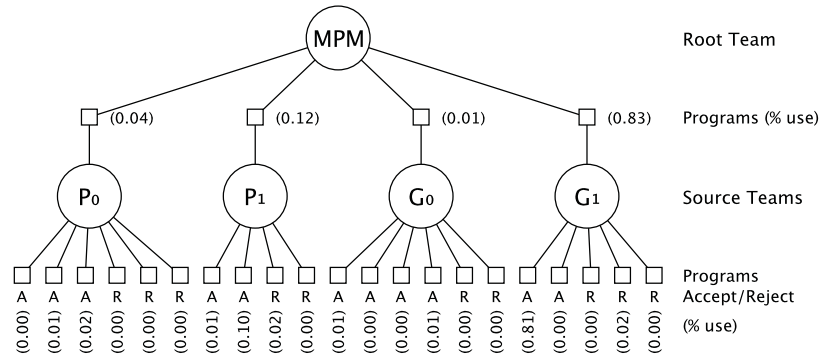 MPM Root Team
(0.04) (0.12) (0.01) (0.83) Programs (% use)
P0 P1 G0 G1 Source Teams
Programs
A A A R R R A A R R A A A A R R A A R R R Accept/Reject
(0.00) (0.01) (0.02) (0.00) (0.00) (0.00) (0.01) (0.10) (0.02) (0.00) (0.01) (0.00) (0.00) (0.01) (0.00) (0.00) (0.81) (0.00) (0.00) (0.02) (0.00) (% use)